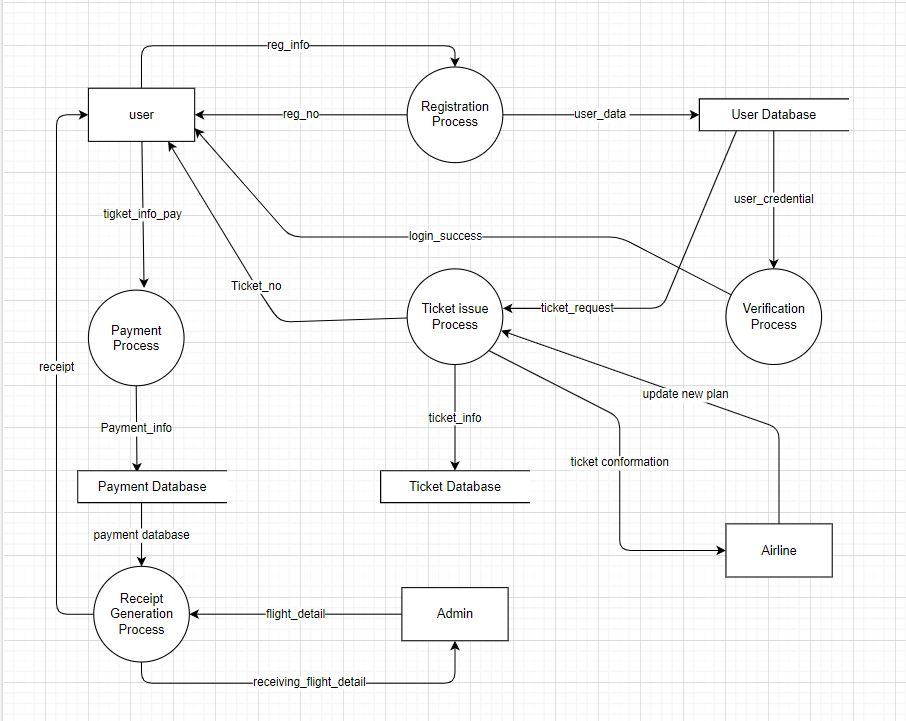 reg_info
user
reg_no
Registration
Process
user_data
User Database
tigket_info_pay
user_credential
login_success
Ticket_no
Payment
Process
Ticket issue
Process
ticket_request
Verification
Process
receipt
update new plan
Payment_info
ticket_info
ticket conformation
Payment Database
Ticket Database
payment database
Airline
Receipt
Generation
Process
flight_detail
Admin
receiving_flight_detail